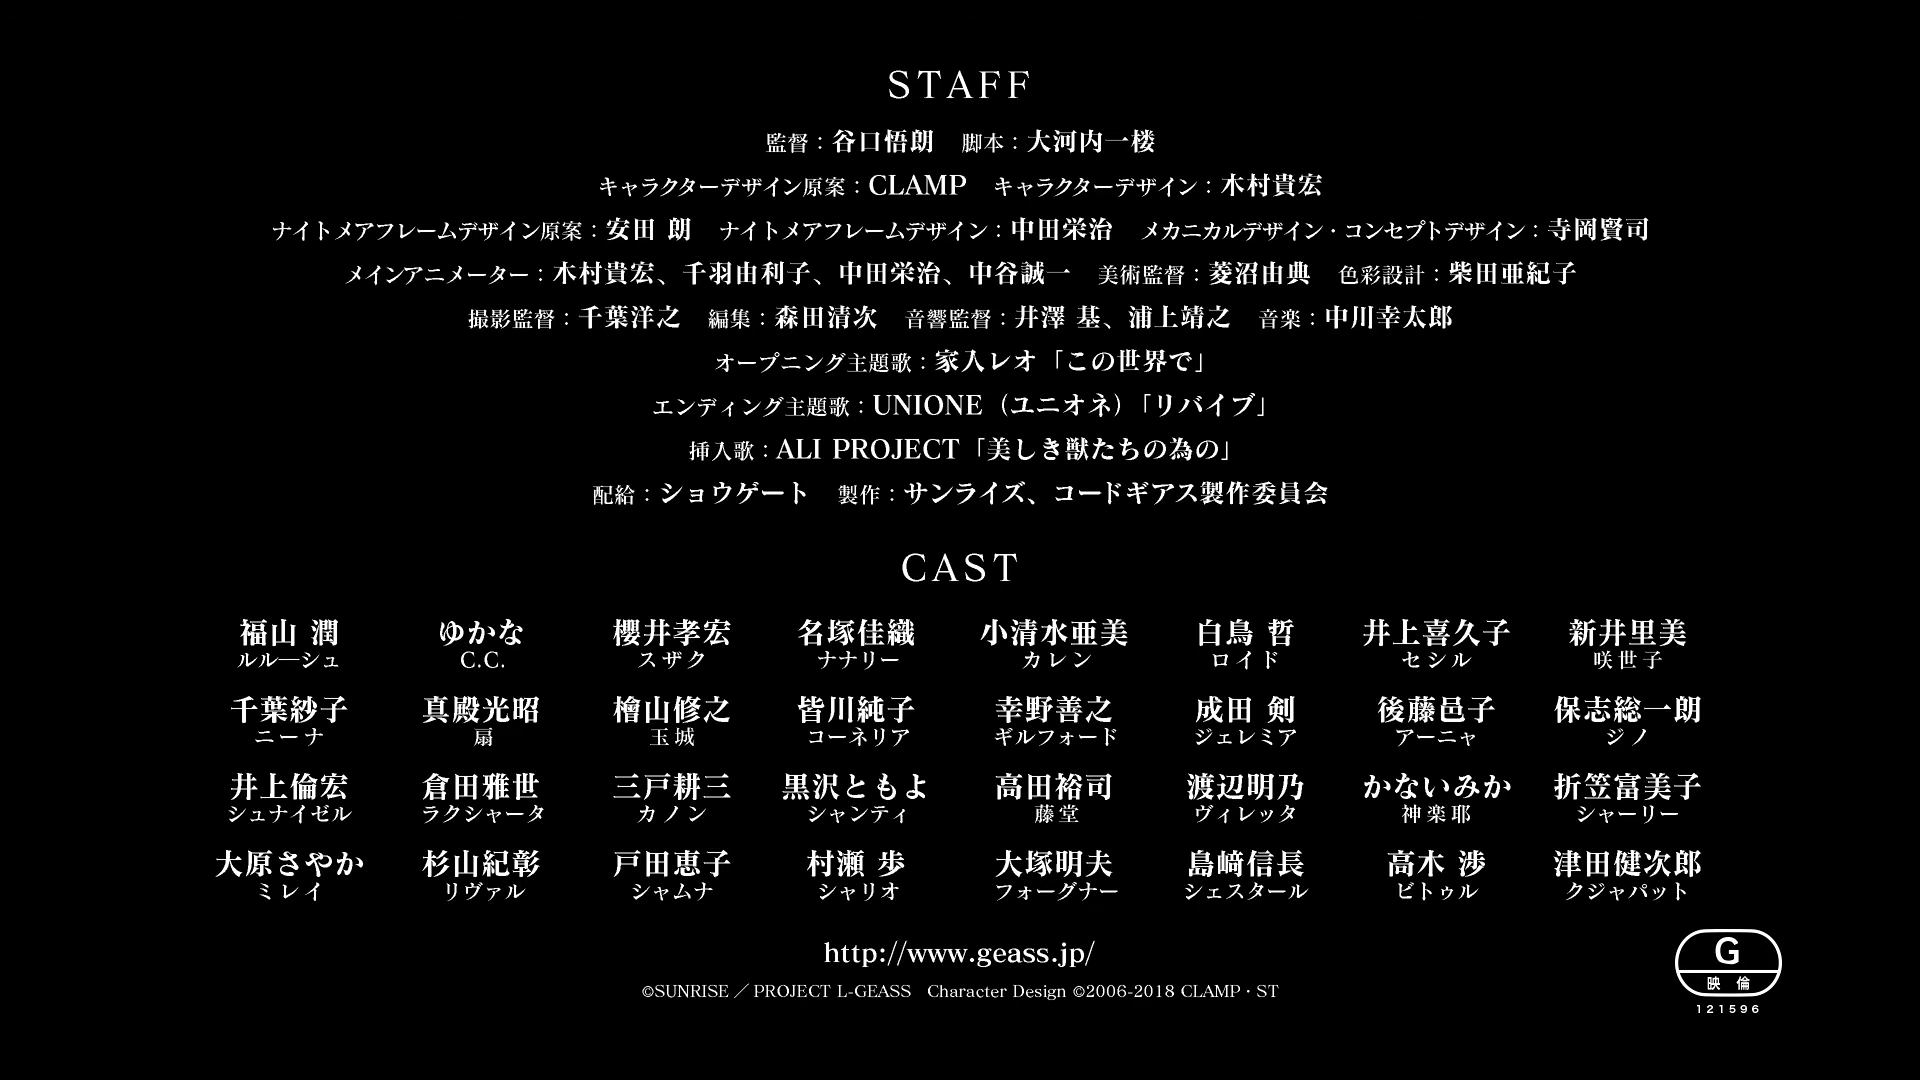 STAFF
監督：谷口悟朗　脚本：大河内一楼
キャラクターデザイン原案：CLAMP　キャラクターデザイン：木村貴宏
ナイトメアフレームデザイン原案：安田 朗　ナイトメアフレームデザイン：中田栄治　メカニカルデザイン・コンセプトデザイン：寺岡賢司
メインアニメーター：木村貴宏、千羽由利子、中田栄治、中谷誠一　美術監督：菱沼由典　色彩設計：柴田亜紀子
撮影監督：千葉洋之　編集：森田清次　音響監督：井澤 基、浦上靖之　音楽：中川幸太郎
オープニング主題歌：家入レオ「この世界で」
エンディング主題歌：UNIONE（ユニオネ）「リバイブ」
挿入歌：ALI PROJECT「美しき獣たちの為の」
配給：ショウゲート　製作：サンライズ、コードギアス製作委員会
CAST
福山 潤　ゆかな　櫻井孝宏　名塚佳織　小清水亜美　白鳥 哲　井上喜久子　新井里美
ルルーシュ　C.C.　スザク　ナナリー　カレン　ロイド　セシル　咲世子
千葉紗子　真殿光昭　檜山修之　皆川純子　幸野善之　成田 剣　後藤邑子　保志総一朗
ニーナ　扇　玉城　コーネリア　ギルフォード　ジェレミア　アーニャ　ジノ
井上倫宏　倉田雅世　三戸耕三　黒沢ともよ　高田裕司　渡辺明乃　かないみか　折笠富美子
シュナイゼル　ラクシャータ　カノン　シャンティ　藤堂　ヴィレッタ　神楽耶　シャーリー
大原さやか　杉山紀彰　戸田恵子　村瀬 歩　大塚明夫　島﨑信長　高木 渉　津田健次郎
ミレイ　リヴァル　シャムナ　シャリオ　フォーグナー　シェスタール　ビトゥル　クジャパット
http://www.geass.jp/
©SUNRISE／PROJECT L-GEASS　Character Design ©2006-2018 CLAMP・ST
G
映倫
121596